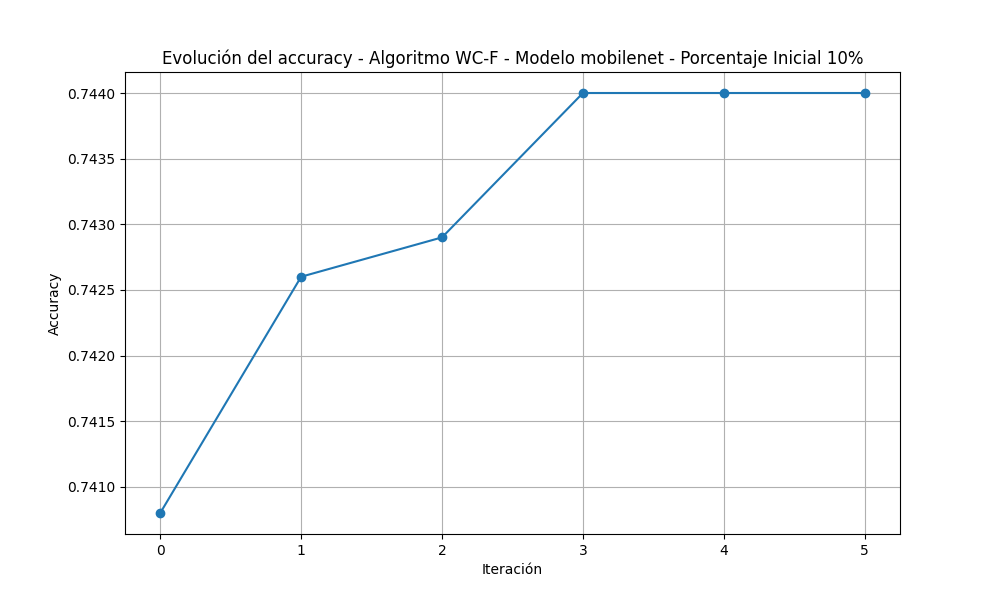 Evolución del accuracy - Algoritmo WC-F - Modelo mobilenet - Porcentaje Inicial 10%
0.7440
0.7435
0.7430
0.7425
0.7420
0.7415
0.7410
Accuracy
0 1 2 3 4 5
Iteración